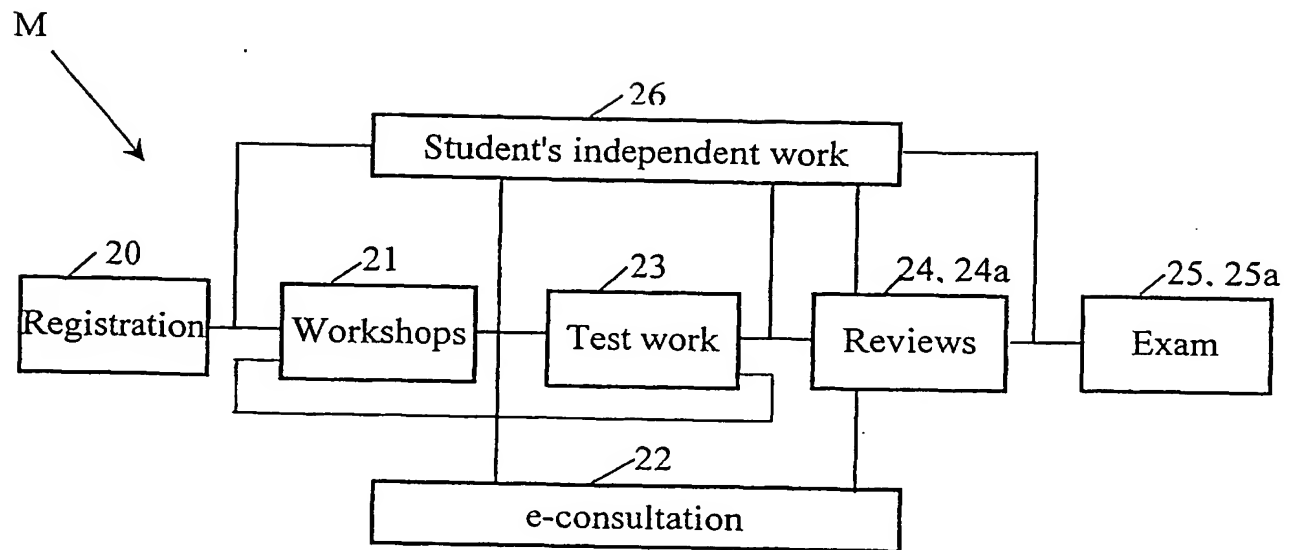 M
26
Student's independent work
20
Registration
21
Workshops
23
Test work
24, 24a
Reviews
25, 25a
Exam
22
e-consultation